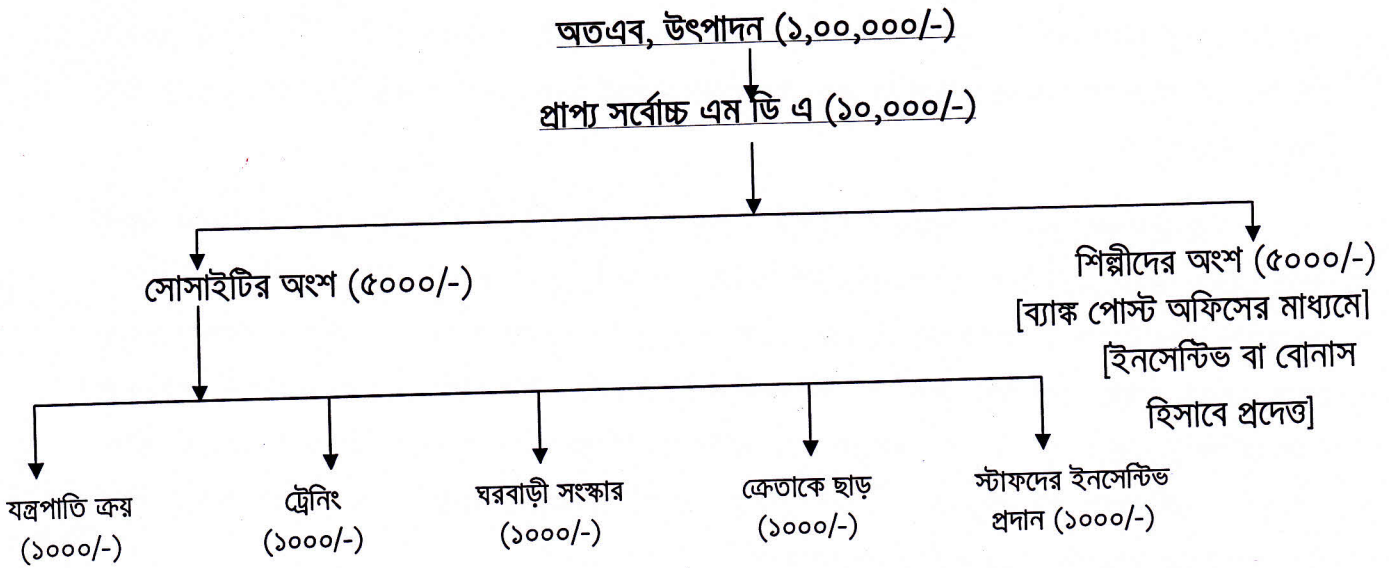 অতএব, উৎপাদন (১,০০,০০০/-)
প্রাপ্য সর্বোচ্চ এম ডি এ (১০,০০০/-)
সোসাইটির অংশ (৫০০০/-)
শিল্পীদের অংশ (৫০০০/-)
[ব্যাঙ্ক পোস্ট অফিসের মাধ্যমে]
[ইনসেন্টিভ বা বোনাস
হিসাবে প্রদেত্ত]
যন্ত্রপাতি ক্রয়
(১০০০/-)
ট্রেনিং
(১০০০/-)
ঘরবাড়ী সংস্কার
(১০০০/-)
ক্রেতাকে ছাড়
(১০০০/-)
স্টাফদের ইনসেন্টিভ
প্রদান (১০০০/-)